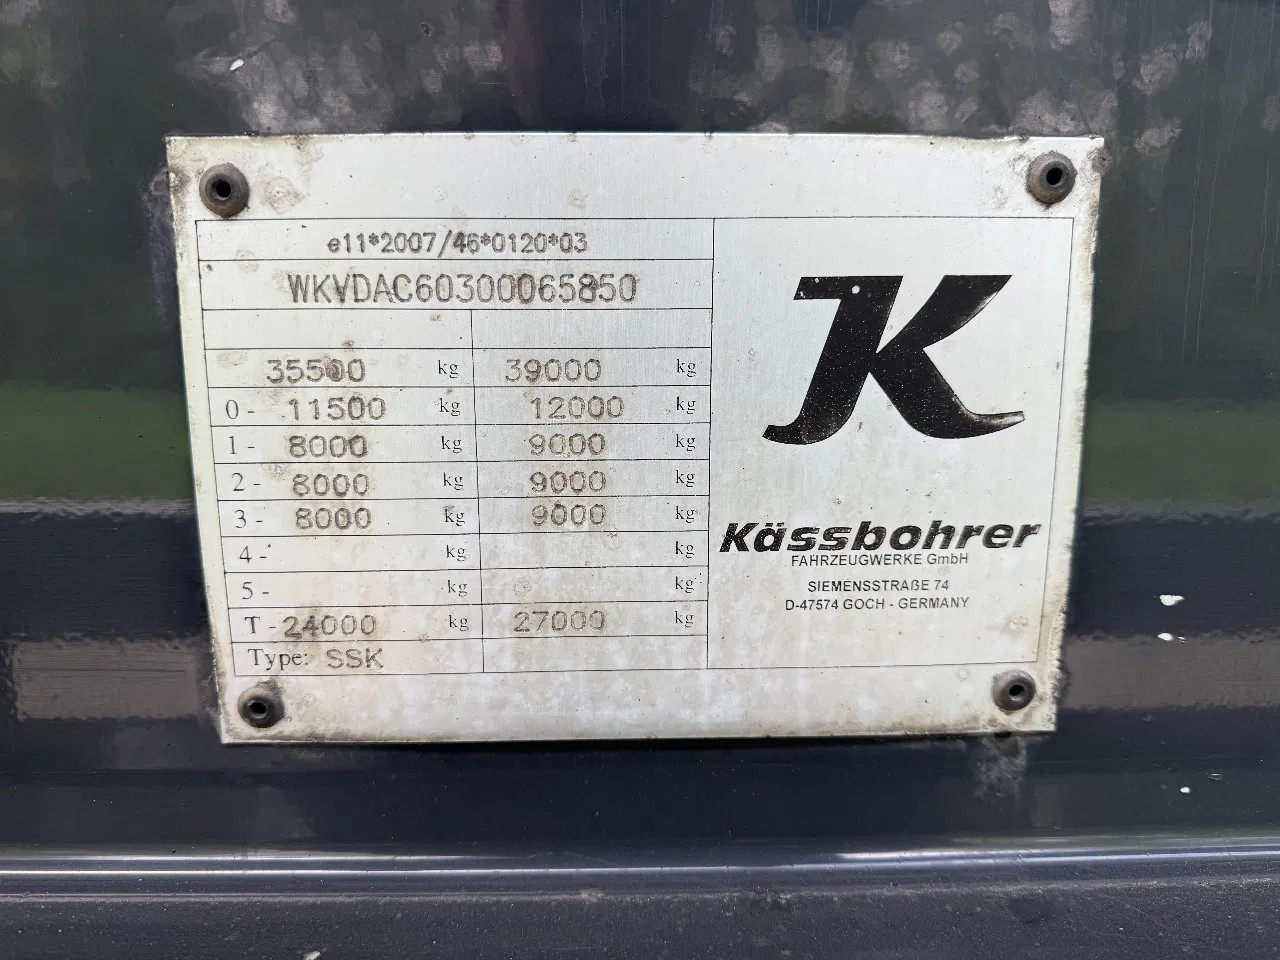 e11*2007/46*0120*03
WKVDAC60300065850
35500 kg 39000 kg
0- 11500 kg 12000 kg
1- 8000 kg 9000 kg
2- 8000 kg 9000 kg
3- 8000 kg 9000 kg
4- kg kg
5- kg kg
T- 24000 kg 27000 kg
Type: SSK
K
Kässbohrer
FAHRZEUGWERKE GmbH
SIEMENSSTRAßE 74
D-47574 GOCH - GERMANY